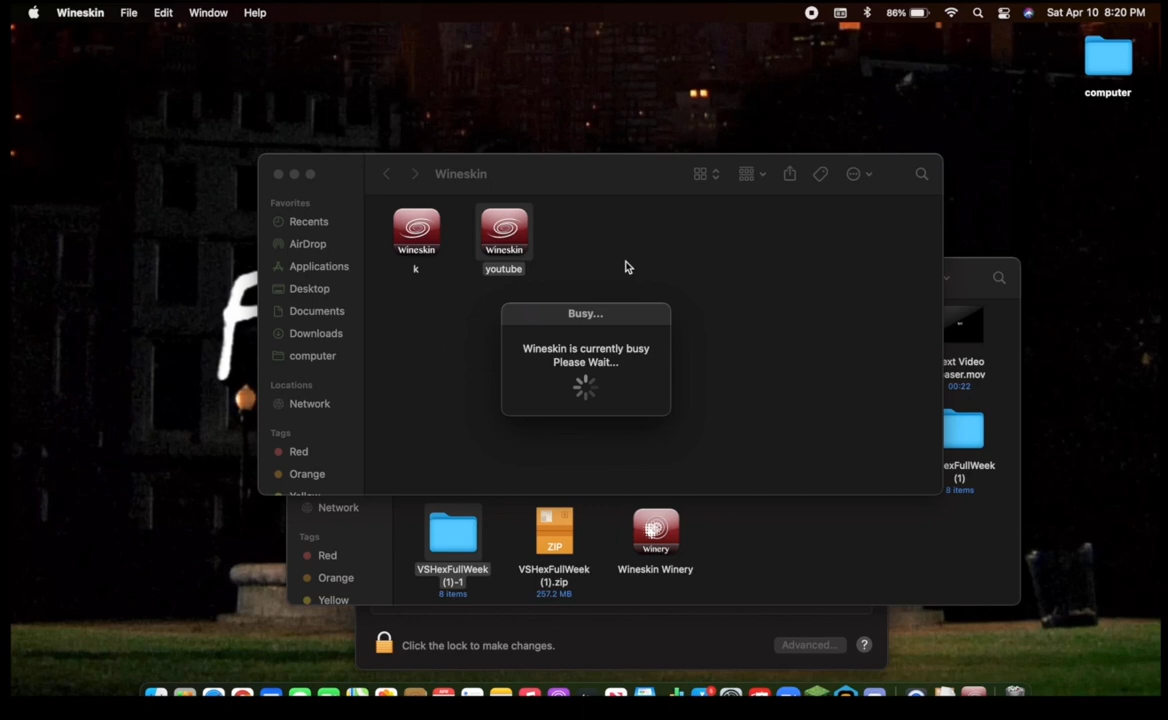 Wineskin File Edit Window Help
86% Sat Apr 10 8:20 PM
computer
Wineskin
Favorites
Recents
AirDrop
Applications
Desktop
Documents
Downloads
computer
Locations
Network
Tags
Red
Orange
Yellow
Wineskin
k
Wineskin
youtube
Busy...
Wineskin is currently busy
Please Wait...
ext Video
aser.mov
00:22
exFullWeek
(1)
8 items
Network
Tags
Red
Orange
Yellow
VSHexFullWeek
(1)-1
8 items
ZIP
VSHexFullWeek
(1).zip
257.2 MB
Winery
Wineskin Winery
Click the lock to make changes.
Advanced...
?